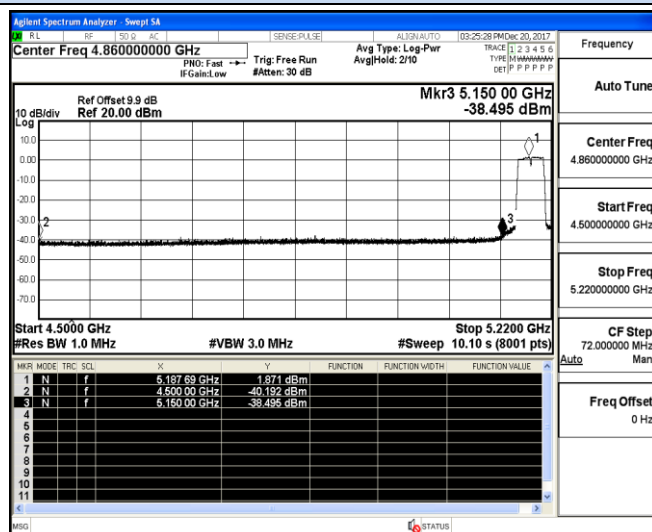 Agilent Spectrum Analyzer - Swept SA
RL RF 50 Ω AC SENSE:PULSE ALIGNAUTO 03:25:28 PM Dec 20, 2017
Center Freq 4.860000000 GHz
PNO: Fast
IFGain:Low
Trig: Free Run
#Atten: 30 dB
Avg Type: Log-Pwr
Avg|Hold: 2/10
TRACE 1 2 3 4 5 6
TYPE M
DET P P P P P P
Mkr3 5.150 00 GHz
-38.495 dBm
Ref Offset 9.9 dB
10 dB/div Ref 20.00 dBm
Log
10.0
0.00
-10.0
-20.0
-30.0
-40.0
-50.0
-60.0
-70.0
1
2
3
Start 4.5000 GHz Stop 5.2200 GHz
#Res BW 1.0 MHz #VBW 3.0 MHz #Sweep 10.10 s (8001 pts)
MKR MODE TRC SCL X Y FUNCTION FUNCTION WIDTH FUNCTION VALUE
1 N f 5.187 69 GHz 1.871 dBm
2 N f 4.500 00 GHz -40.192 dBm
3 N f 5.150 00 GHz -38.495 dBm
4
5
6
7
8
9
10
11
MSG STATUS
Frequency
Auto Tune
Center Freq
4.860000000 GHz
Start Freq
4.500000000 GHz
Stop Freq
5.220000000 GHz
CF Step
72.000000 MHz
Auto Man
Freq Offset
0 Hz